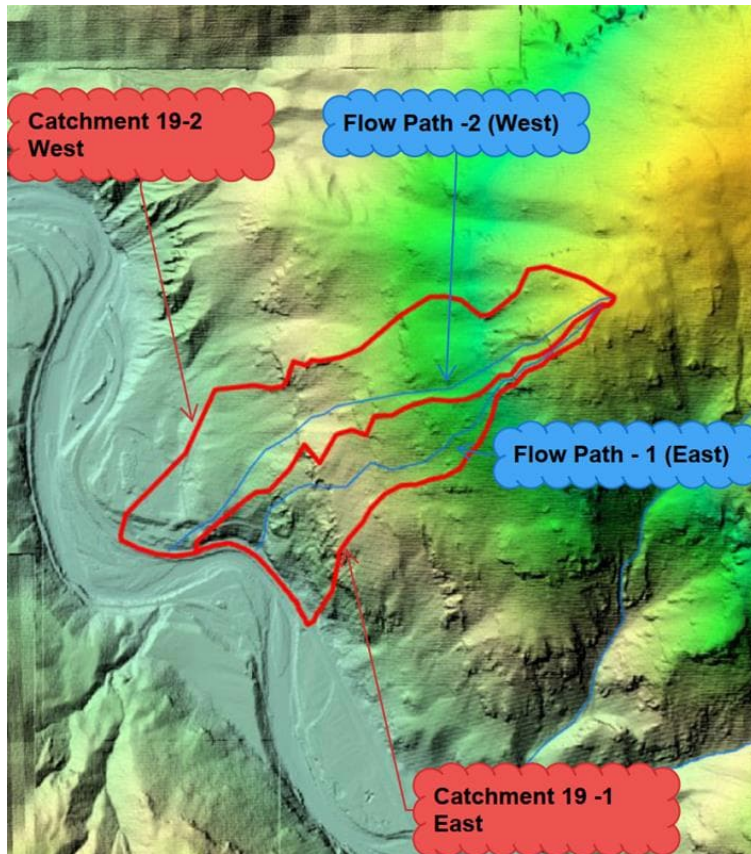 Catchment 19-2
West
Flow Path -2 (West)
Flow Path - 1 (East)
Catchment 19 -1
East